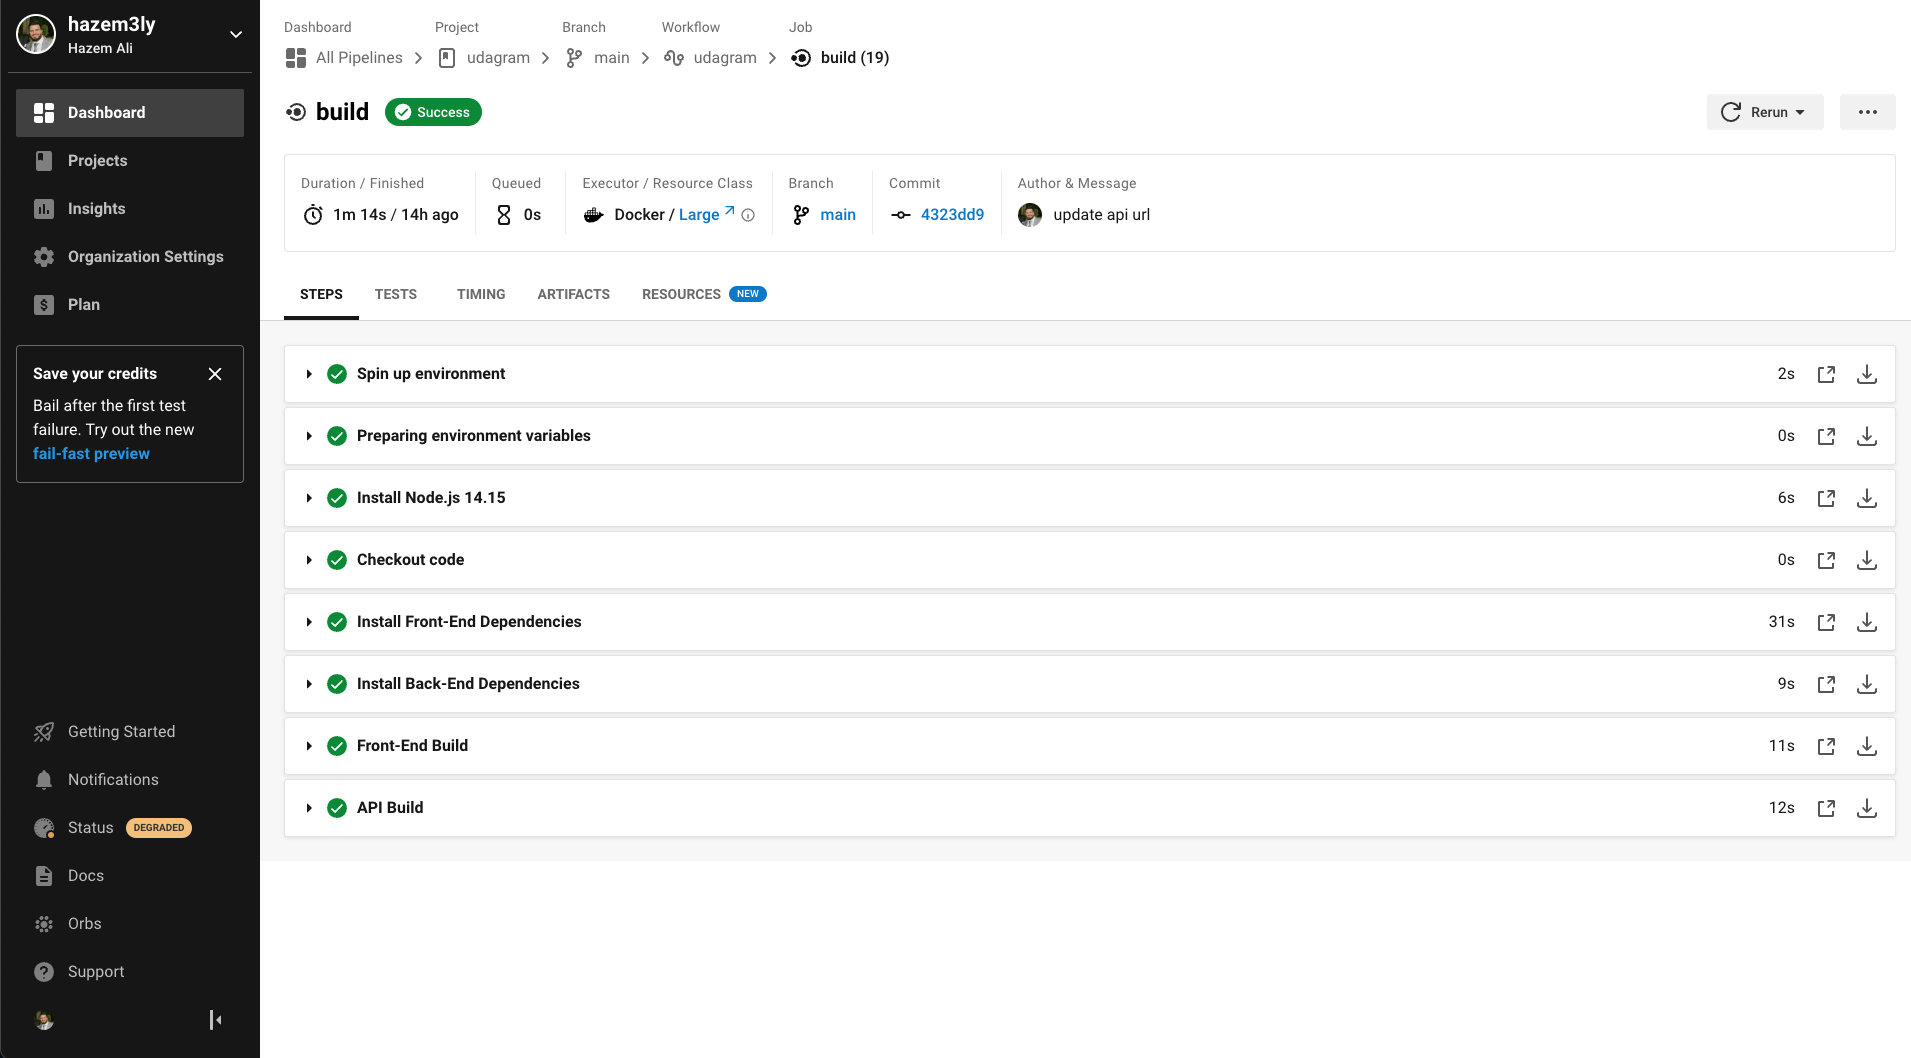 hazem3ly
Hazem Ali
Dashboard
Projects
Insights
Organization Settings
Plan
Save your credits
Bail after the first test
failure. Try out the new
fail-fast preview
Getting Started
Notifications
Status DEGRADED
Docs
Orbs
Support
Dashboard Project Branch Workflow Job
All Pipelines udagram main udagram build (19)
build Success Rerun
Duration / Finished Queued Executor / Resource Class Branch Commit Author & Message
1m 14s / 14h ago 0s Docker / Large main 4323dd9 update api url
STEPS TESTS TIMING ARTIFACTS RESOURCES NEW
Spin up environment 2s
Preparing environment variables 0s
Install Node.js 14.15 6s
Checkout code 0s
Install Front-End Dependencies 31s
Install Back-End Dependencies 9s
Front-End Build 11s
API Build 12s